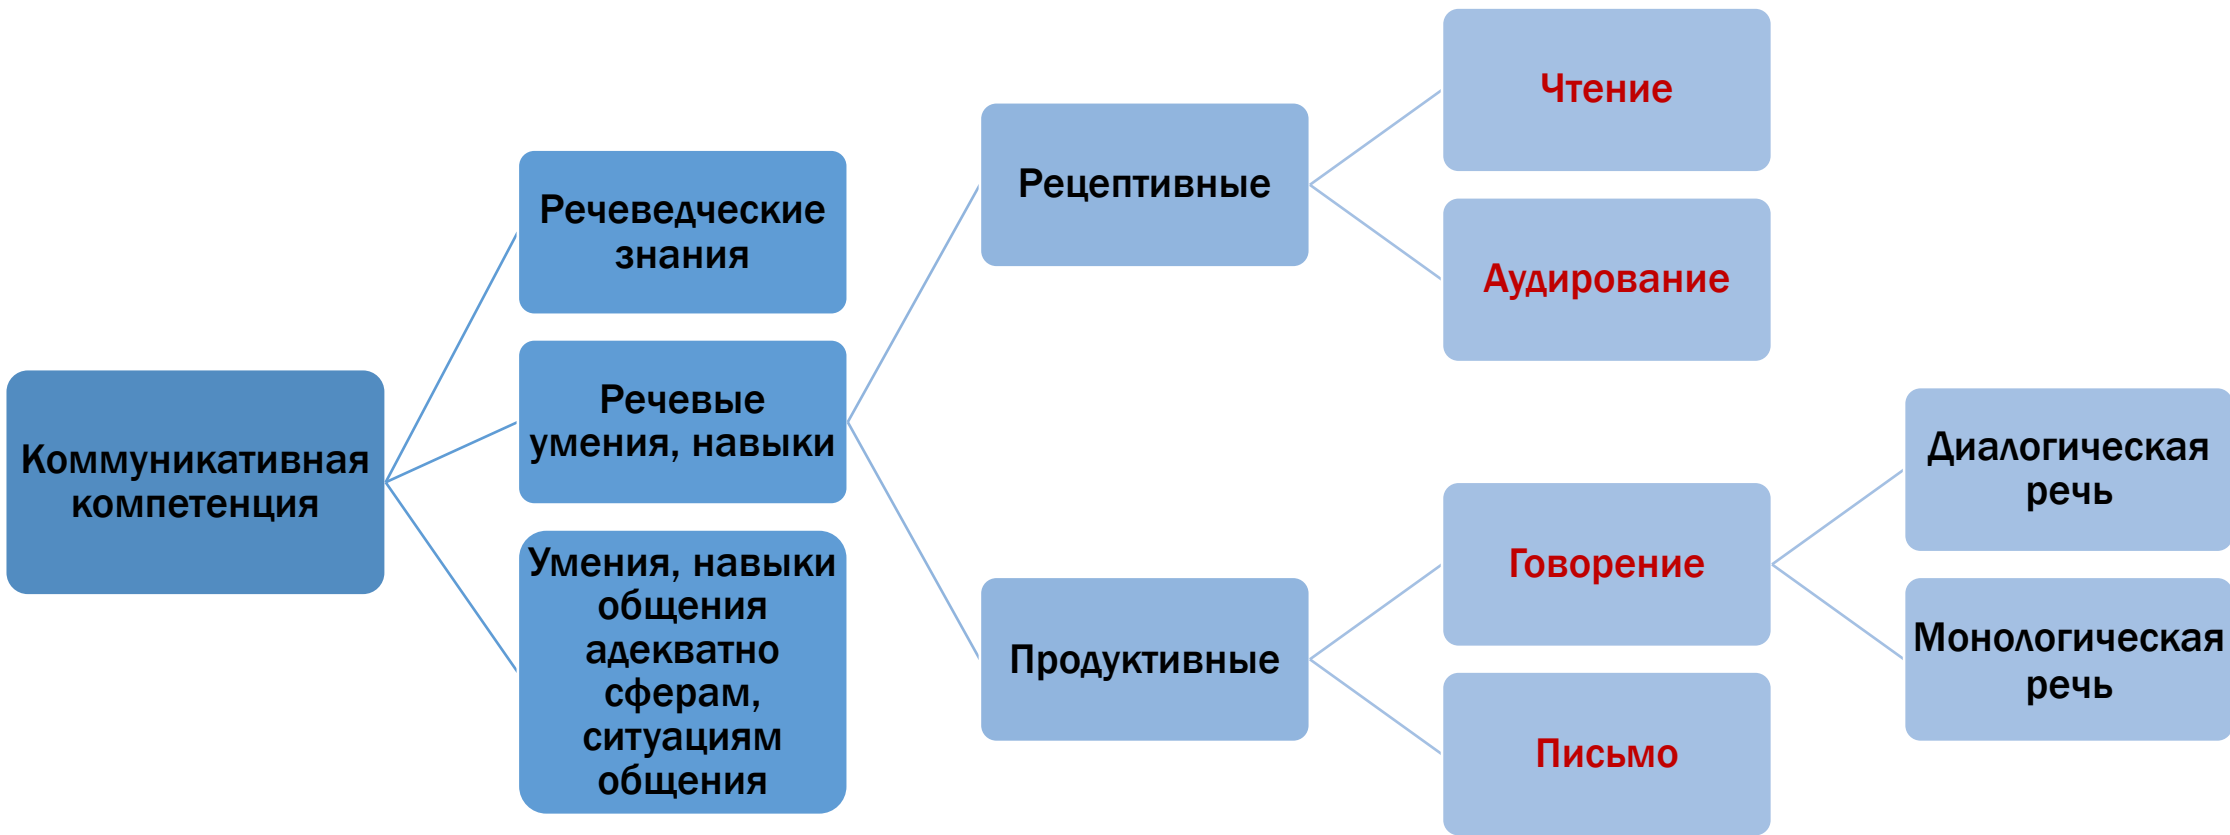 Коммуникативная
компетенция
Речеведческие
знания
Речевые
умения, навыки
Умения, навыки
общения
адекватно
сферам,
ситуациям
общения
Рецептивные
Чтение
Аудирование
Продуктивные
Говорение
Диалогическая
речь
Монологическая
речь
Письмо